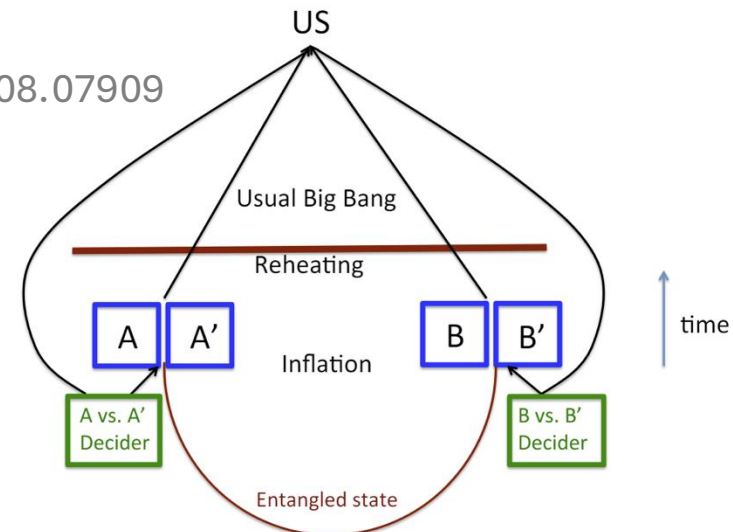 US
08.07909
Usual Big Bang
Reheating
A
A’
B
B’
time
Inflation
A vs. A’
Decider
B vs. B’
Decider
Entangled state